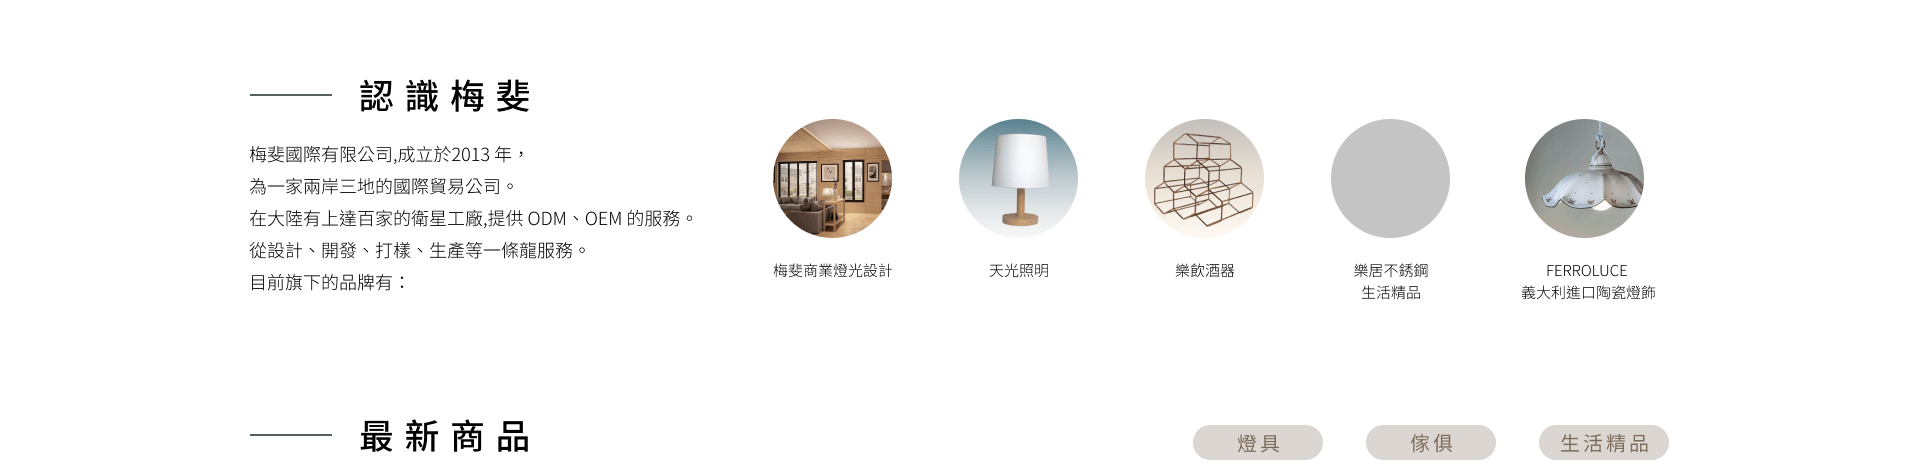 認識梅斐
梅斐國際有限公司,成立於2013 年，
為一家兩岸三地的國際貿易公司。
在大陸有上達百家的衛星工廠,提供 ODM、OEM 的服務。
從設計、開發、打樣、生產等一條龍服務。
目前旗下的品牌有：
梅斐商業燈光設計
天光照明
樂飲酒器
樂居不銹鋼
生活精品
FERROLUCE
義大利進口陶瓷燈飾
最新商品
燈具
傢俱
生活精品